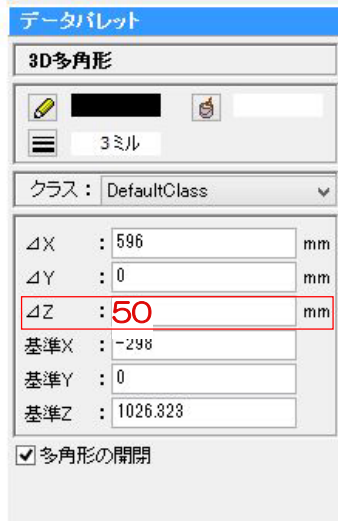 データパレット
3D多角形
3ミル
クラス： DefaultClass
⊿X ： 596 mm
⊿Y ： 0 mm
⊿Z ： 50 mm
基準X ： -298
基準Y ： 0
基準Z ： 1026.323
多角形の開閉